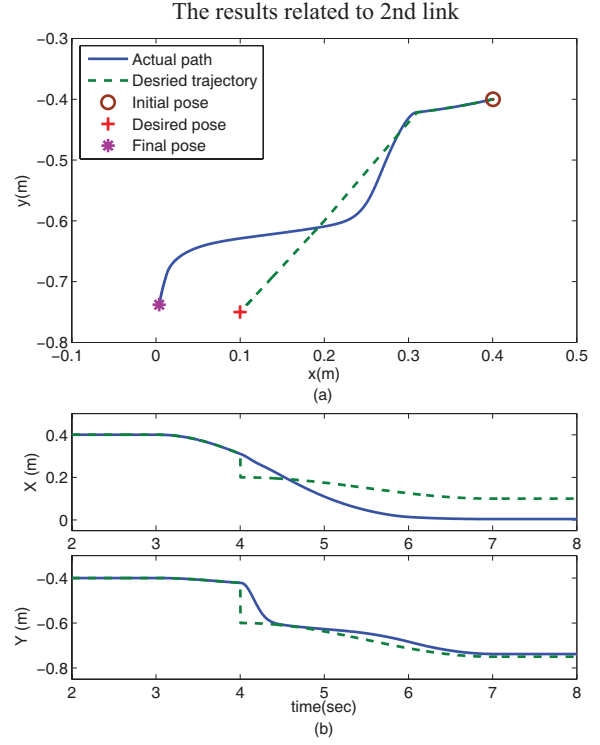 The results related to 2nd link
Actual path
Desried trajectory
Initial pose
Desired pose
Final pose
y(m)
−0.3
−0.4
−0.5
−0.6
−0.7
−0.8
−0.1 0 0.1 0.2 0.3 0.4 0.5
x(m)
(a)
X (m)
0.4
0.2
0
2 3 4 5 6 7 8
Y (m)
−0.4
−0.6
−0.8
2 3 4 5 6 7 8
time(sec)
(b)